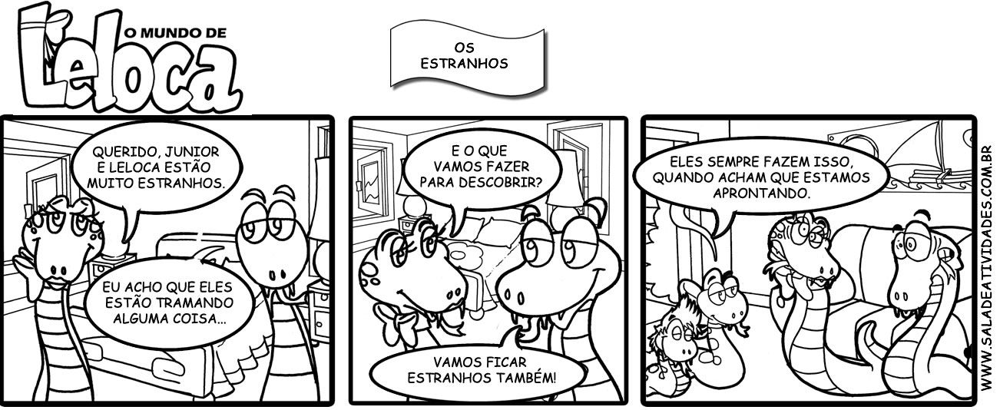 O MUNDO DE
Leloca
OS
ESTRANHOS
QUERIDO, JUNIOR
E LELOCA ESTÃO
MUITO ESTRANHOS.
EU ACHO QUE ELES
ESTÃO TRAMANDO
ALGUMA COISA...
E O QUE
VAMOS FAZER
PARA DESCOBRIR?
VAMOS FICAR
ESTRANHOS TAMBÉM!
ELES SEMPRE FAZEM ISSO,
QUANDO ACHAM QUE ESTAMOS
APRONTANDO.
WWW.SALADEATIVIDADES.COM.BR